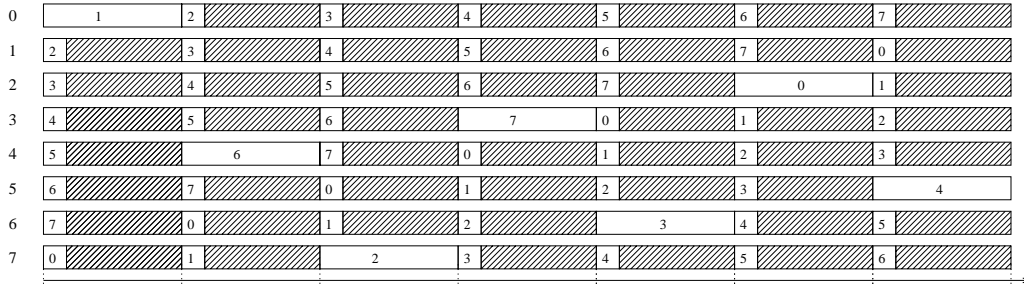 0 1 2 3 4 5 6 7
1 2 3 4 5 6 7 0
2 3 4 5 6 7 0 1
3 4 5 6 7 0 1 2
4 5 6 7 0 1 2 3
5 6 7 0 1 2 3 4
6 7 0 1 2 3 4 5
7 0 1 2 3 4 5 6